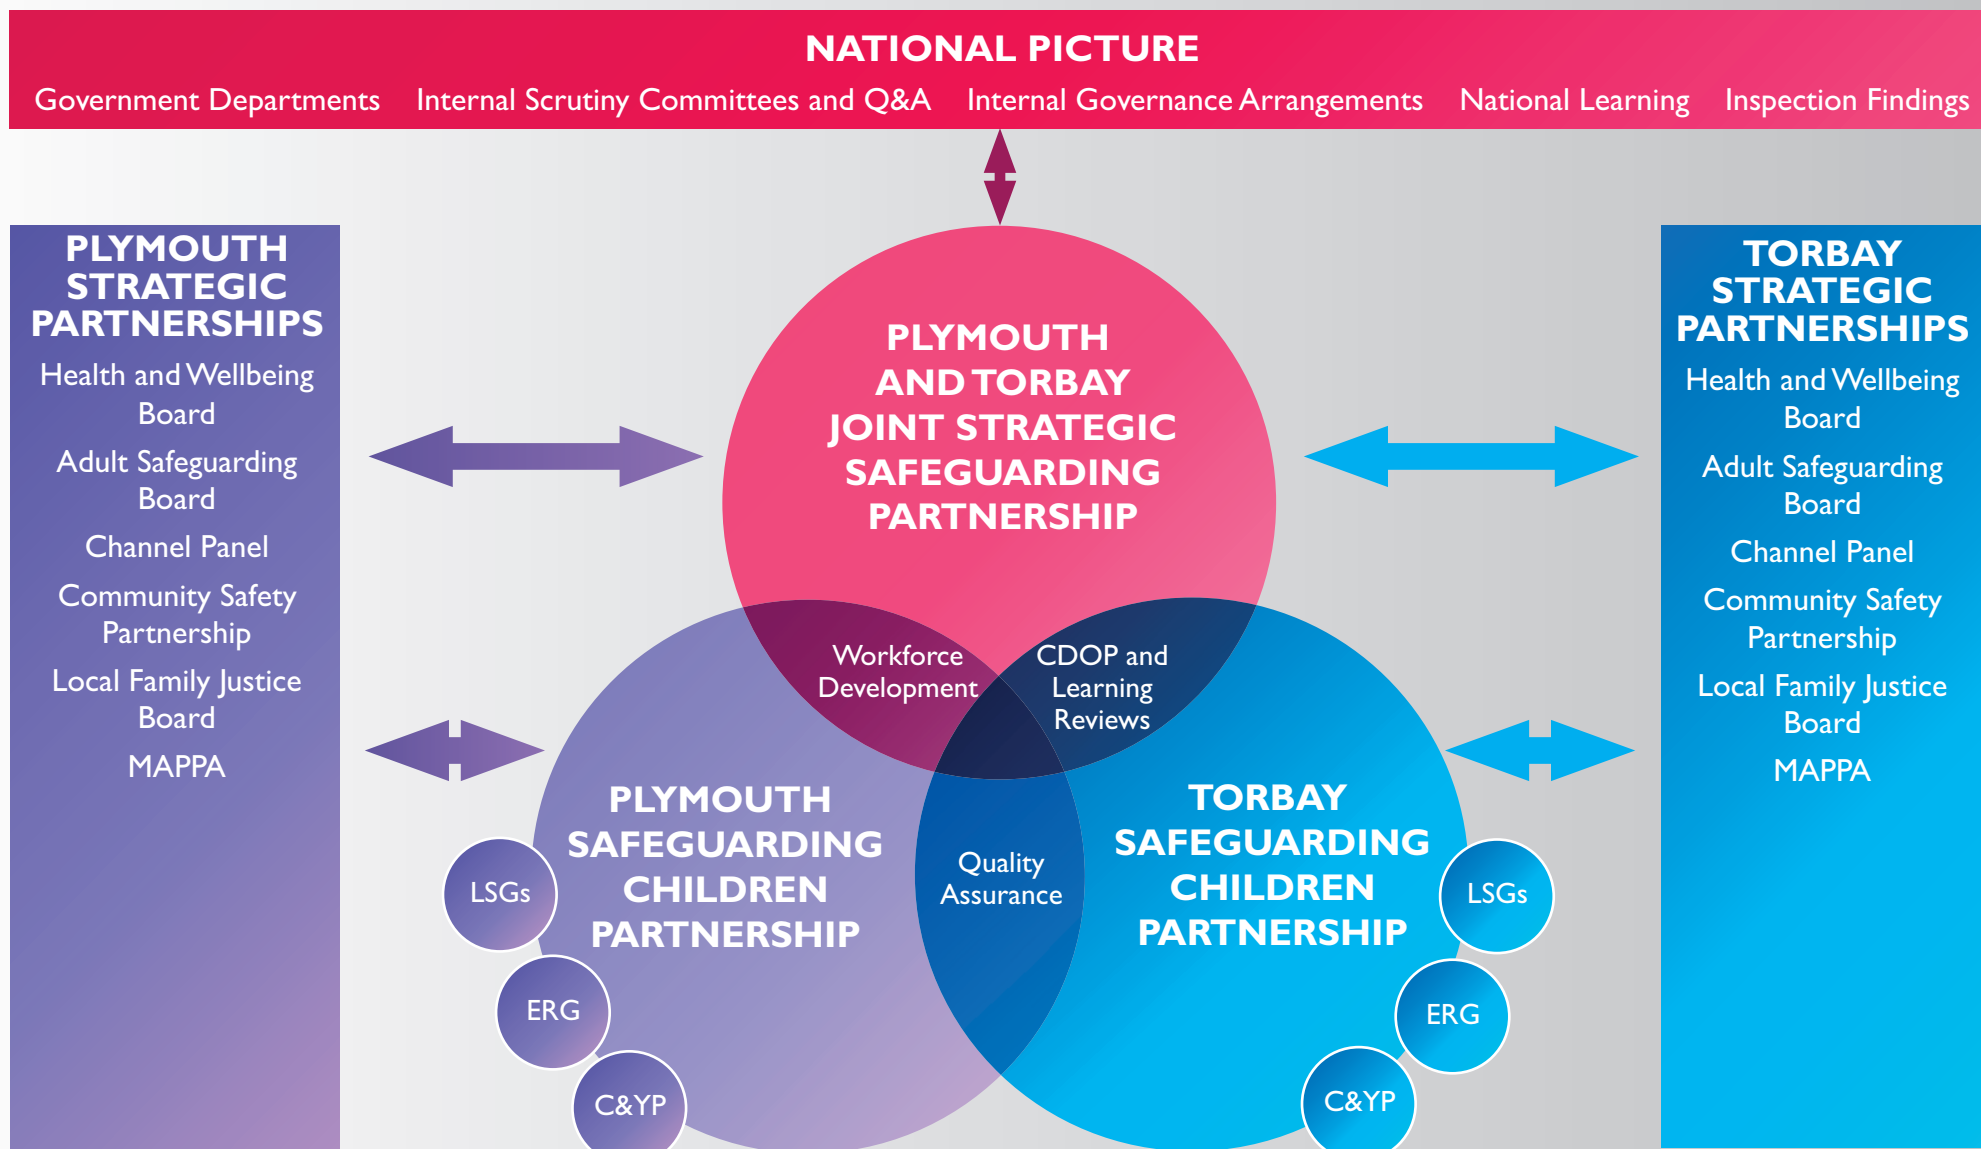 NATIONAL PICTURE
Government Departments Internal Scrutiny Committees and Q&A Internal Governance Arrangements National Learning Inspection Findings
PLYMOUTH
STRATEGIC
PARTNERSHIPS
Health and Wellbeing
Board
Adult Safeguarding
Board
Channel Panel
Community Safety
Partnership
Local Family Justice
Board
MAPPA
PLYMOUTH
AND TORBAY
JOINT STRATEGIC
SAFEGUARDING
PARTNERSHIP
Workforce
Development
CDOP and
Learning
Reviews
Quality
Assurance
PLYMOUTH
SAFEGUARDING
CHILDREN
PARTNERSHIP
LSGs
ERG
C&YP
TORBAY
SAFEGUARDING
CHILDREN
PARTNERSHIP
LSGs
ERG
C&YP
TORBAY
STRATEGIC
PARTNERSHIPS
Health and Wellbeing
Board
Adult Safeguarding
Board
Channel Panel
Community Safety
Partnership
Local Family Justice
Board
MAPPA